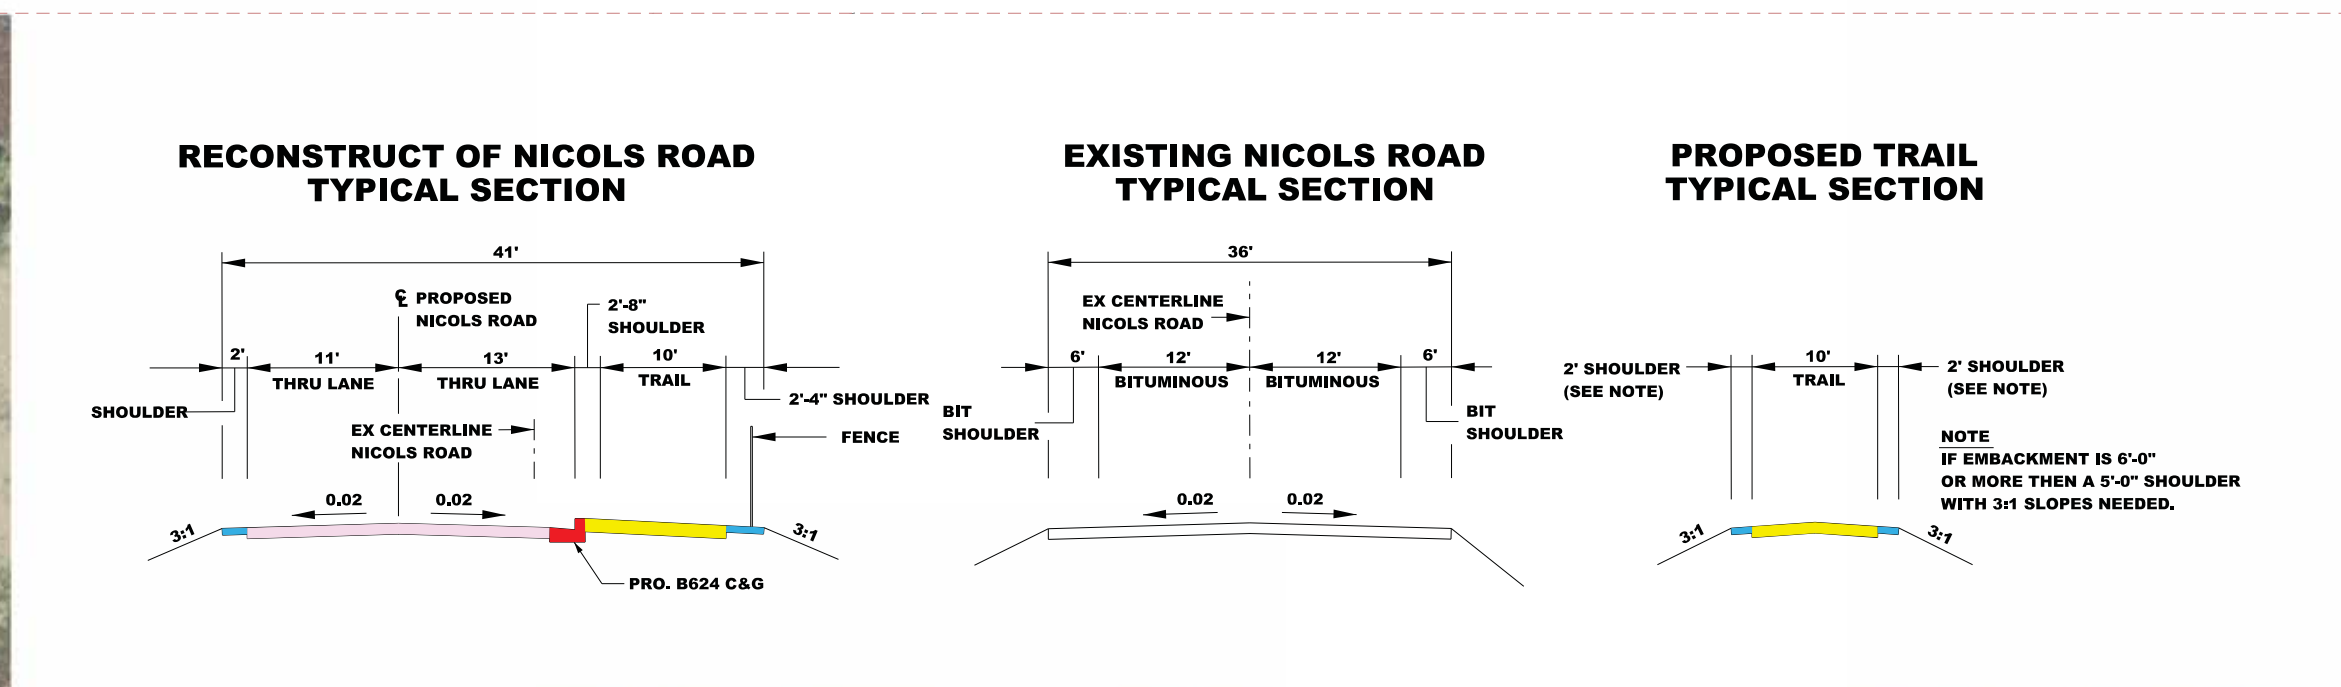 RECONSTRUCT OF NICOLS ROAD
TYPICAL SECTION
41'
℄ PROPOSED
NICOLS ROAD
2'-8"
SHOULDER
2'
11'
13'
10'
THRU LANE
THRU LANE
TRAIL
SHOULDER
2'-4" SHOULDER
EX CENTERLINE
NICOLS ROAD
FENCE
0.02
0.02
3:1
3:1
PRO. B624 C&G
EXISTING NICOLS ROAD
TYPICAL SECTION
36'
EX CENTERLINE
NICOLS ROAD
6'
12'
12'
6'
BITUMINOUS
BITUMINOUS
BIT
SHOULDER
BIT
SHOULDER
0.02
0.02
PROPOSED TRAIL
TYPICAL SECTION
2' SHOULDER
(SEE NOTE)
10'
TRAIL
2' SHOULDER
(SEE NOTE)
NOTE
IF EMBACKMENT IS 6'-0"
OR MORE THEN A 5'-0" SHOULDER
WITH 3:1 SLOPES NEEDED.
3:1
3:1